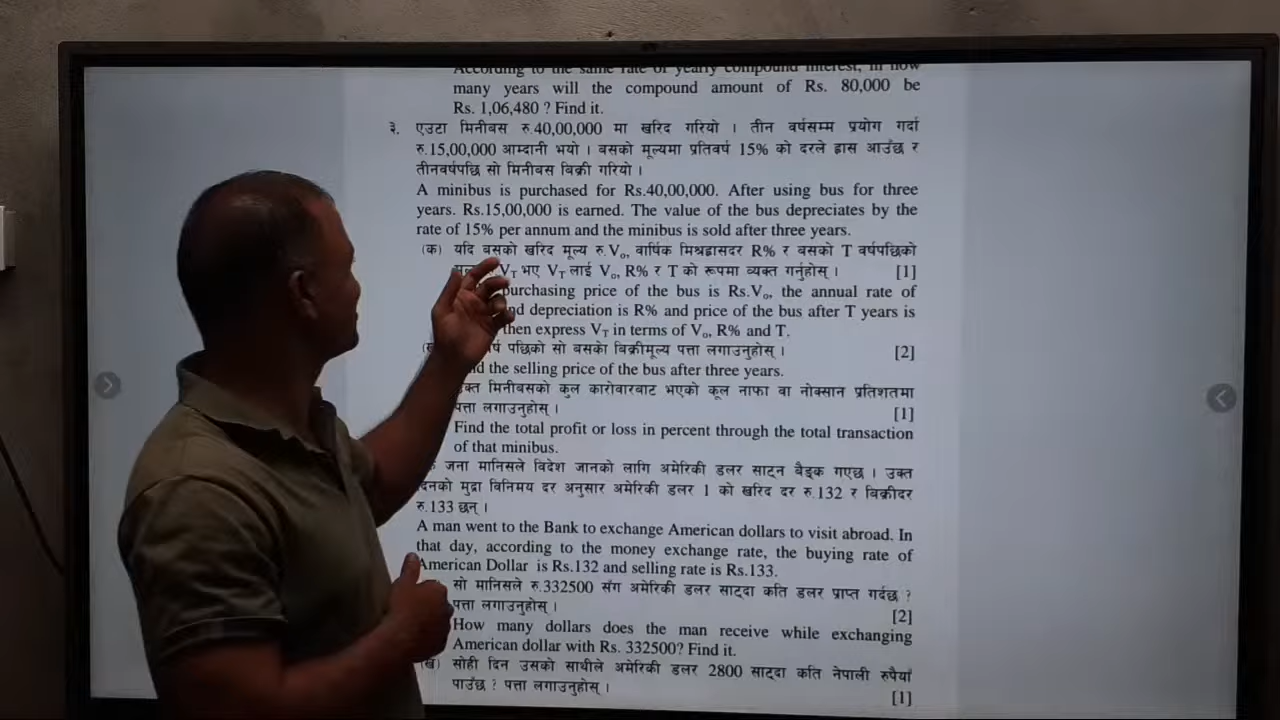 According to the same rate of yearly compound interest, in how
many years will the compound amount of Rs. 80,000 be
Rs. 1,06,480 ? Find it.
३. एउटा मिनीबस रु.40,00,000 मा खरिद गरियो । तीन वर्षसम्म प्रयोग गर्दा
रु.15,00,000 आम्दानी भयो । बसको मूल्यमा प्रतिवर्ष 15% को दरले ह्रास आउँछ र
तीनवर्षपछि सो मिनीबस बिक्री गरियो ।
A minibus is purchased for Rs.40,00,000. After using bus for three
years. Rs.15,00,000 is earned. The value of the bus depreciates by the
rate of 15% per annum and the minibus is sold after three years.
(क) यदि बसको खरिद मूल्य रु.V₀, वार्षिक मिश्रह्रासदर R% र बसको T वर्षपछिको
V_T भए V_T लाई V₀, R% र T को रूपमा व्यक्त गर्नुहोस् । [1]
purchasing price of the bus is Rs.V₀, the annual rate of
depreciation is R% and price of the bus after T years is
then express V_T in terms of V₀, R% and T.
पछिको सो बसको बिक्रीमूल्य पत्ता लगाउनुहोस् । [2]
the selling price of the bus after three years.
मिनीबसको कुल कारोवारबाट भएको कूल नाफा वा नोक्सान प्रतिशतमा
पत्ता लगाउनुहोस् । [1]
Find the total profit or loss in percent through the total transaction
of that minibus.
जना मानिसले विदेश जानको लागि अमेरिकी डलर साट्न बैङ्क गएछ । उक्त
दिनको मुद्रा विनिमय दर अनुसार अमेरिकी डलर 1 को खरिद दर रु.132 र बिक्रीदर
रु.133 छन् ।
A man went to the Bank to exchange American dollars to visit abroad. In
that day, according to the money exchange rate, the buying rate of
American Dollar is Rs.132 and selling rate is Rs.133.
सो मानिसले रु.332500 सँग अमेरिकी डलर साट्दा कति डलर प्राप्त गर्दछ ?
पत्ता लगाउनुहोस् । [2]
How many dollars does the man receive while exchanging
American dollar with Rs. 332500? Find it.
(ख) सोही दिन उसको साथीले अमेरिकी डलर 2800 साट्दा कति नेपाली रुपैयाँ
पाउँछ ? पत्ता लगाउनुहोस् । [1]